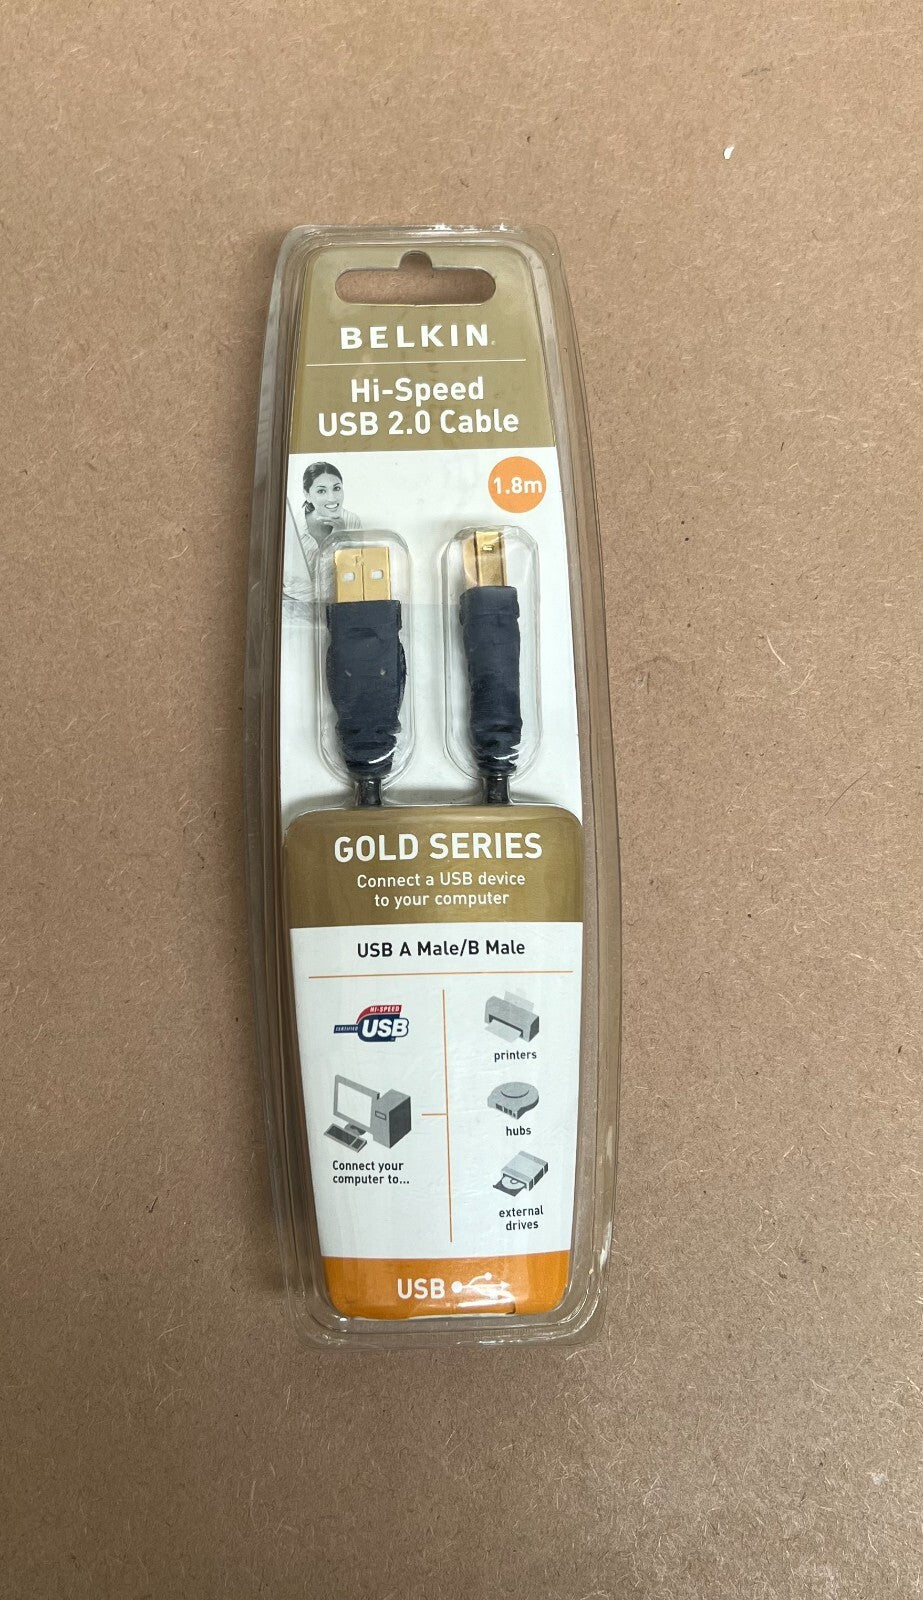 BELKIN
Hi-Speed
USB 2.0 Cable
1.8m
GOLD SERIES
Connect a USB device
to your computer
USB A Male/B Male
HI-SPEED
CERTIFIED USB
printers
hubs
Connect your
computer to...
external
drives
USB